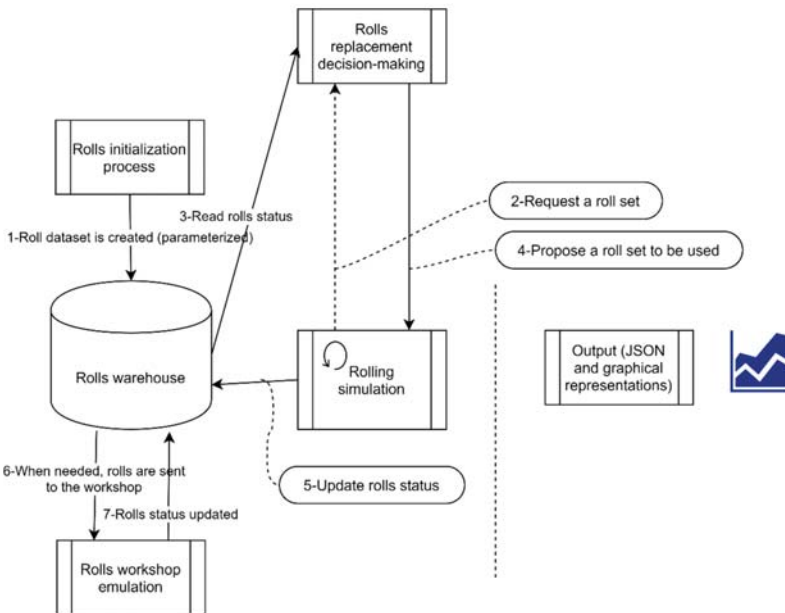 Rolls
replacement
decision-making
Rolls initialization
process
3-Read rolls status
2-Request a roll set
1-Roll dataset is created (parameterized)
4-Propose a roll set to be used
Rolls warehouse
Rolling
simulation
Output (JSON
and graphical
representations)
6-When needed, rolls are sent
to the workshop
5-Update rolls status
7-Rolls status updated
Rolls workshop
emulation